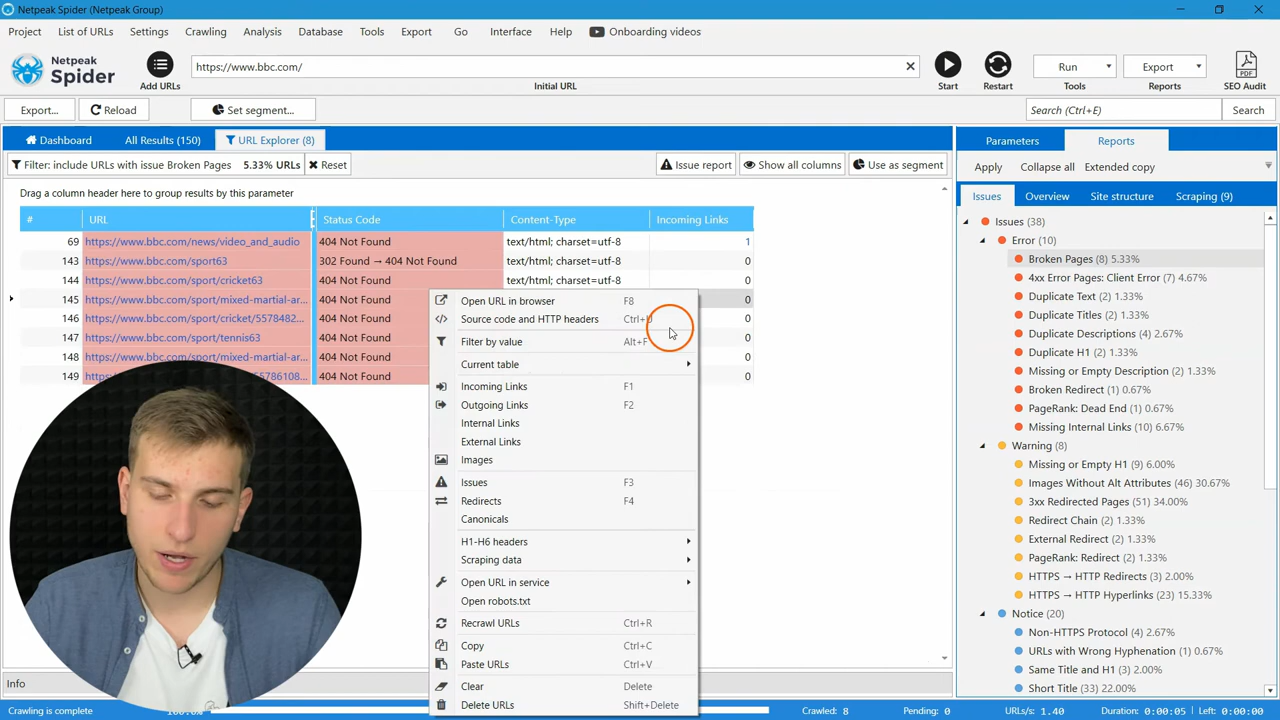 Netpeak Spider (Netpeak Group)
Project List of URLs Settings Crawling Analysis Database Tools Export Go Interface Help Onboarding videos
Netpeak
Spider
Add URLs
https://www.bbc.com/
Initial URL
Start
Restart
Run
Tools
Export
Reports
PDF
SEO Audit
Export... Reload Set segment... Search (Ctrl+E) Search
Dashboard All Results (150) URL Explorer (8)
Filter: include URLs with issue Broken Pages 5.33% URLs Reset Issue report Show all columns Use as segment
Drag a column header here to group results by this parameter
# URL Status Code Content-Type Incoming Links
69 https://www.bbc.com/news/video_and_audio 404 Not Found text/html; charset=utf-8 1
143 https://www.bbc.com/sport63 302 Found → 404 Not Found text/html; charset=utf-8 0
144 https://www.bbc.com/sport/cricket63 404 Not Found text/html; charset=utf-8 0
145 https://www.bbc.com/sport/mixed-martial-ar... 404 Not Found 0
146 https://www.bbc.com/sport/cricket/5578482... 404 Not Found 0
147 https://www.bbc.com/sport/tennis63 404 Not Found 0
148 https://www.bbc.com/sport/mixed-martial-ar... 404 Not Found 0
149 404 Not Found 0
Open URL in browser F8
Source code and HTTP headers
Filter by value Alt+F
Current table
Incoming Links F1
Outgoing Links F2
Internal Links
External Links
Images
Issues F3
Redirects F4
Canonicals
H1-H6 headers
Scraping data
Open URL in service
Open robots.txt
Recrawl URLs Ctrl+R
Copy Ctrl+C
Paste URLs Ctrl+V
Clear Delete
Delete URLs Shift+Delete
Parameters Reports
Apply Collapse all Extended copy
Issues Overview Site structure Scraping (9)
Issues (38)
Error (10)
Broken Pages (8) 5.33%
4xx Error Pages: Client Error (7) 4.67%
Duplicate Text (2) 1.33%
Duplicate Titles (2) 1.33%
Duplicate Descriptions (4) 2.67%
Duplicate H1 (2) 1.33%
Missing or Empty Description (2) 1.33%
Broken Redirect (1) 0.67%
PageRank: Dead End (1) 0.67%
Missing Internal Links (10) 6.67%
Warning (8)
Missing or Empty H1 (9) 6.00%
Images Without Alt Attributes (46) 30.67%
3xx Redirected Pages (51) 34.00%
Redirect Chain (2) 1.33%
External Redirect (2) 1.33%
PageRank: Redirect (2) 1.33%
HTTPS → HTTP Redirects (3) 2.00%
HTTPS → HTTP Hyperlinks (23) 15.33%
Notice (20)
Non-HTTPS Protocol (4) 2.67%
URLs with Wrong Hyphenation (1) 0.67%
Same Title and H1 (3) 2.00%
Short Title (33) 22.00%
Info
Crawling is complete Crawled: 8 Pending: 0 URLs/s: 1.40 Duration: 0:00:05 Left: 0:00:00